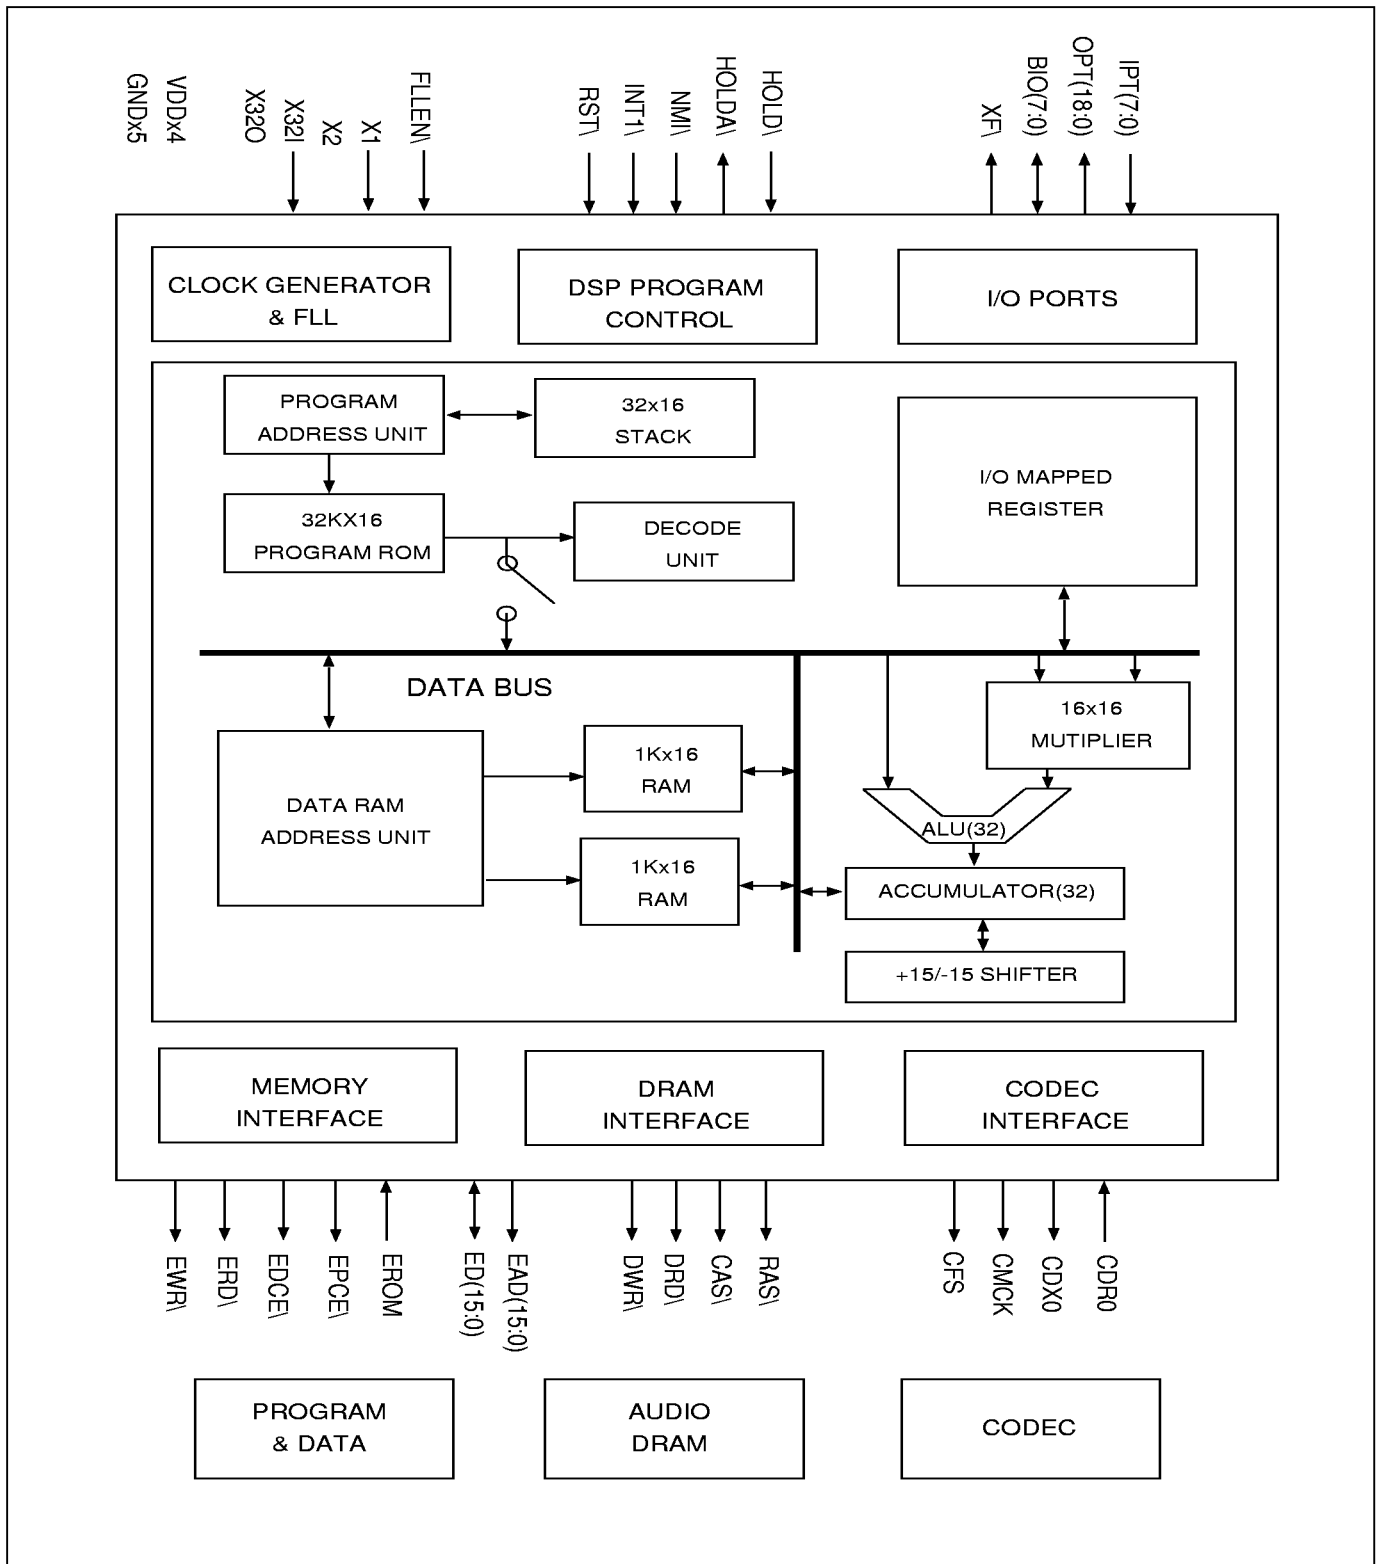 GNDx5
VDDx4
X32O
X32I
X2
X1
FLLEN\
RST\
INT1\
NMI\
HOLDA\
HOLD\
XF\
BIO(7:0)
OPT(18:0)
IPT(7:0)
CLOCK GENERATOR
& FLL
DSP PROGRAM
CONTROL
I/O PORTS
PROGRAM
ADDRESS UNIT
32x16
STACK
I/O MAPPED
REGISTER
32KX16
PROGRAM ROM
DECODE
UNIT
DATA BUS
16x16
MUTIPLIER
DATA RAM
ADDRESS UNIT
1Kx16
RAM
ALU(32)
1Kx16
RAM
ACCUMULATOR(32)
+15/-15 SHIFTER
MEMORY
INTERFACE
DRAM
INTERFACE
CODEC
INTERFACE
EWR\
ERD\
EDCE\
EPCE\
EROM
ED(15:0)
EAD(15:0)
DWR\
DRD\
CAS\
RAS\
CFS
CMCK
CDX0
CDR0
PROGRAM
& DATA
AUDIO
DRAM
CODEC